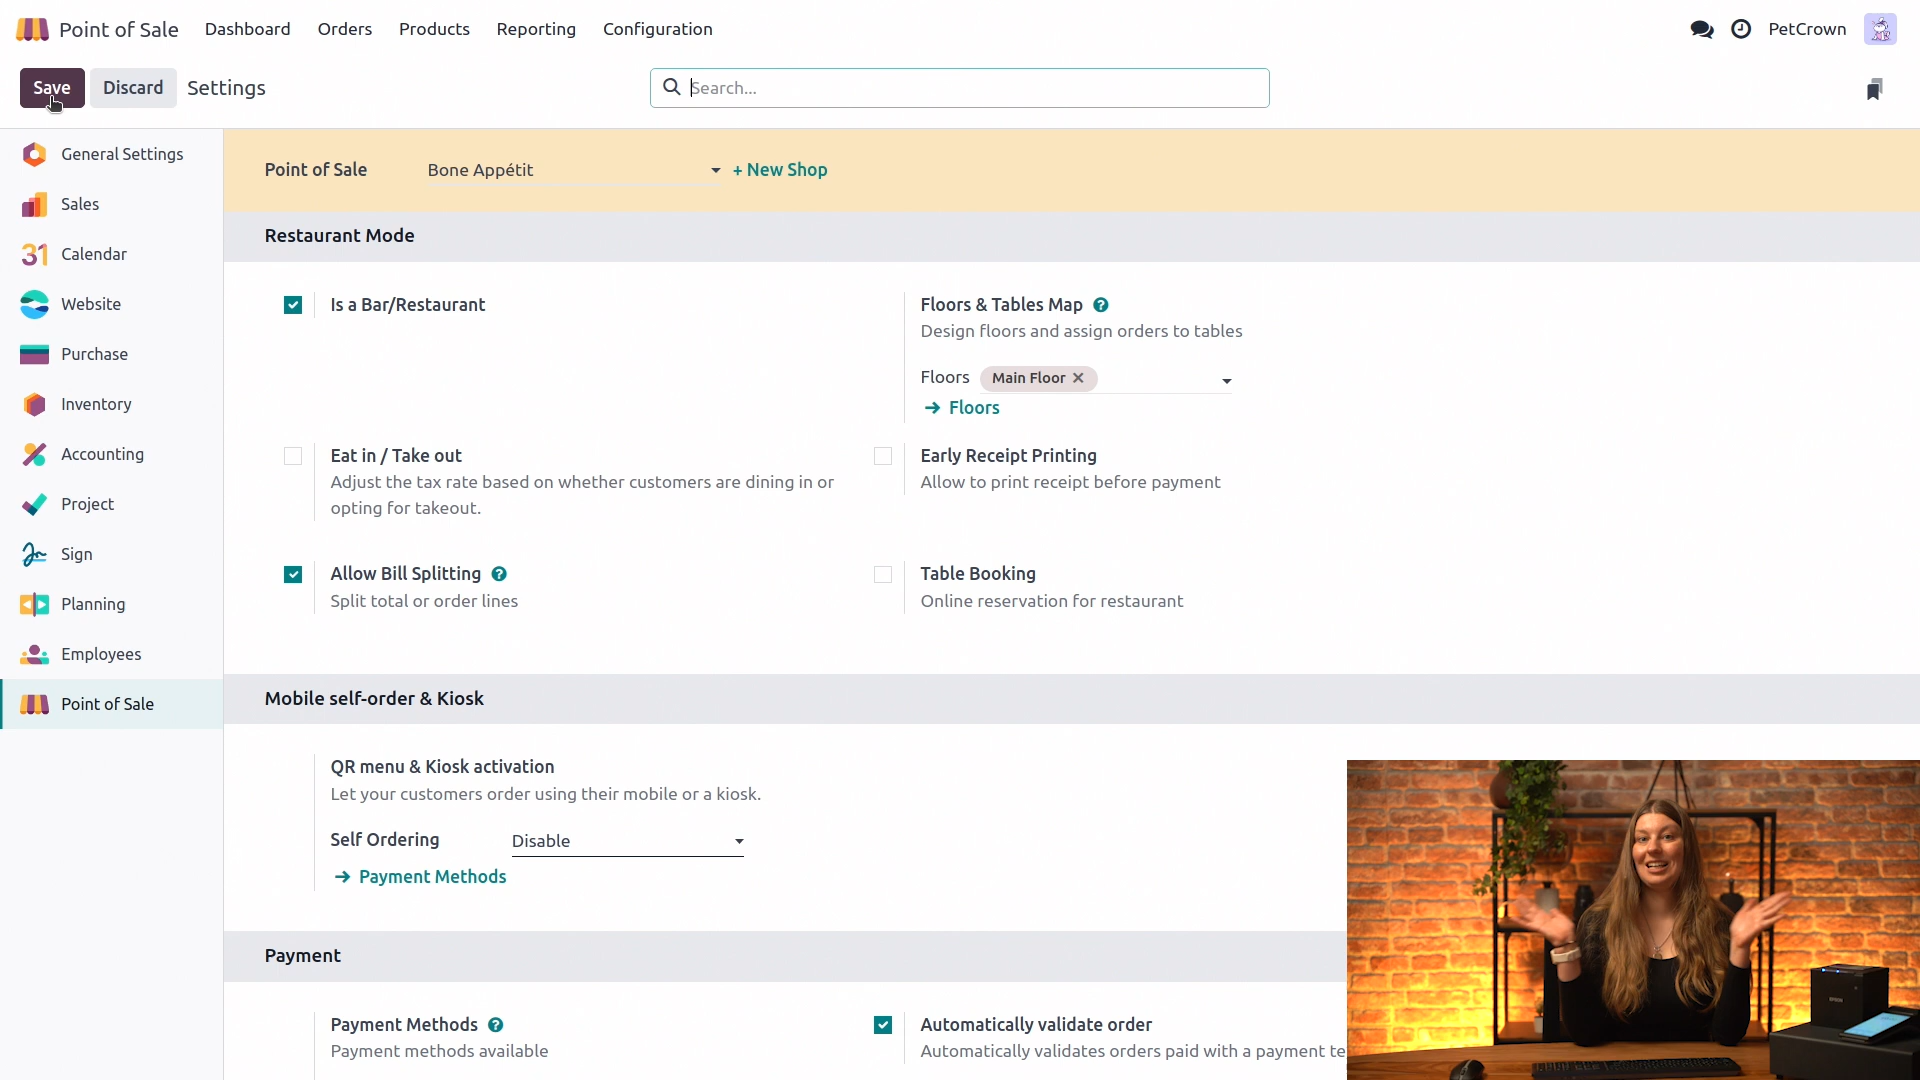 Point of Sale
Dashboard
Orders
Products
Reporting
Configuration
PetCrown
Save
Discard
Settings
Search...
General Settings
Sales
31 Calendar
Website
Purchase
Inventory
Accounting
Project
Sign
Planning
Employees
Point of Sale
Point of Sale
Bone Appétit
+ New Shop
Restaurant Mode
Is a Bar/Restaurant
Floors & Tables Map ?
Design floors and assign orders to tables
Floors Main Floor ✕
→ Floors
Eat in / Take out
Adjust the tax rate based on whether customers are dining in or
opting for takeout.
Early Receipt Printing
Allow to print receipt before payment
Allow Bill Splitting ?
Split total or order lines
Table Booking
Online reservation for restaurant
Mobile self-order & Kiosk
QR menu & Kiosk activation
Let your customers order using their mobile or a kiosk.
Self Ordering
Disable
→ Payment Methods
Payment
Payment Methods ?
Payment methods available
Automatically validate order
Automatically validates orders paid with a payment te
EPSON